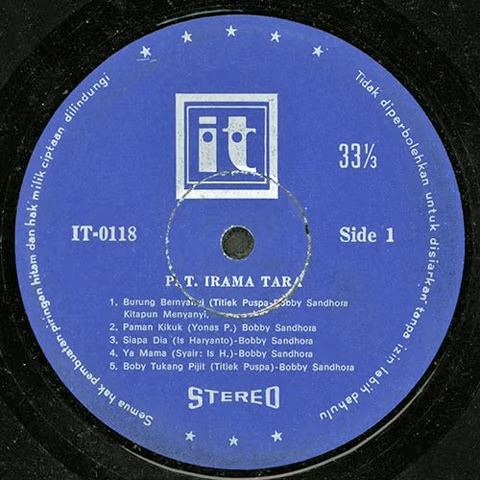 Semua hak pembuatan piringan hitam dan hak milik ciptaan dilindungi
Tidak diperbolehkan untuk disiarkan tanpa izin lebih dahulu
it
33⅓
IT-0118
Side 1
P. T. IRAMA TARA
1. Burung Bernyanyi (Titiek Puspa-Bobby Sandhora
Kitapun Menyanyi.
2. Paman Kikuk (Yonas P.) Bobby Sandhora
3. Siapa Dia (Is Haryanto)-Bobby Sandhora
4. Ya Mama (Syair: Is H.)-Bobby Sandhora
5. Boby Tukang Pijit (Titiek Puspa)-Bobby Sandhora
STEREO